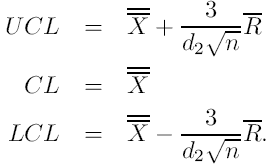 $UCL = \overline{\overline{X}} + \frac{3}{d_2\sqrt{n}}\overline{R}$
$CL = \overline{\overline{X}}$
$LCL = \overline{\overline{X}} - \frac{3}{d_2\sqrt{n}}\overline{R}.$